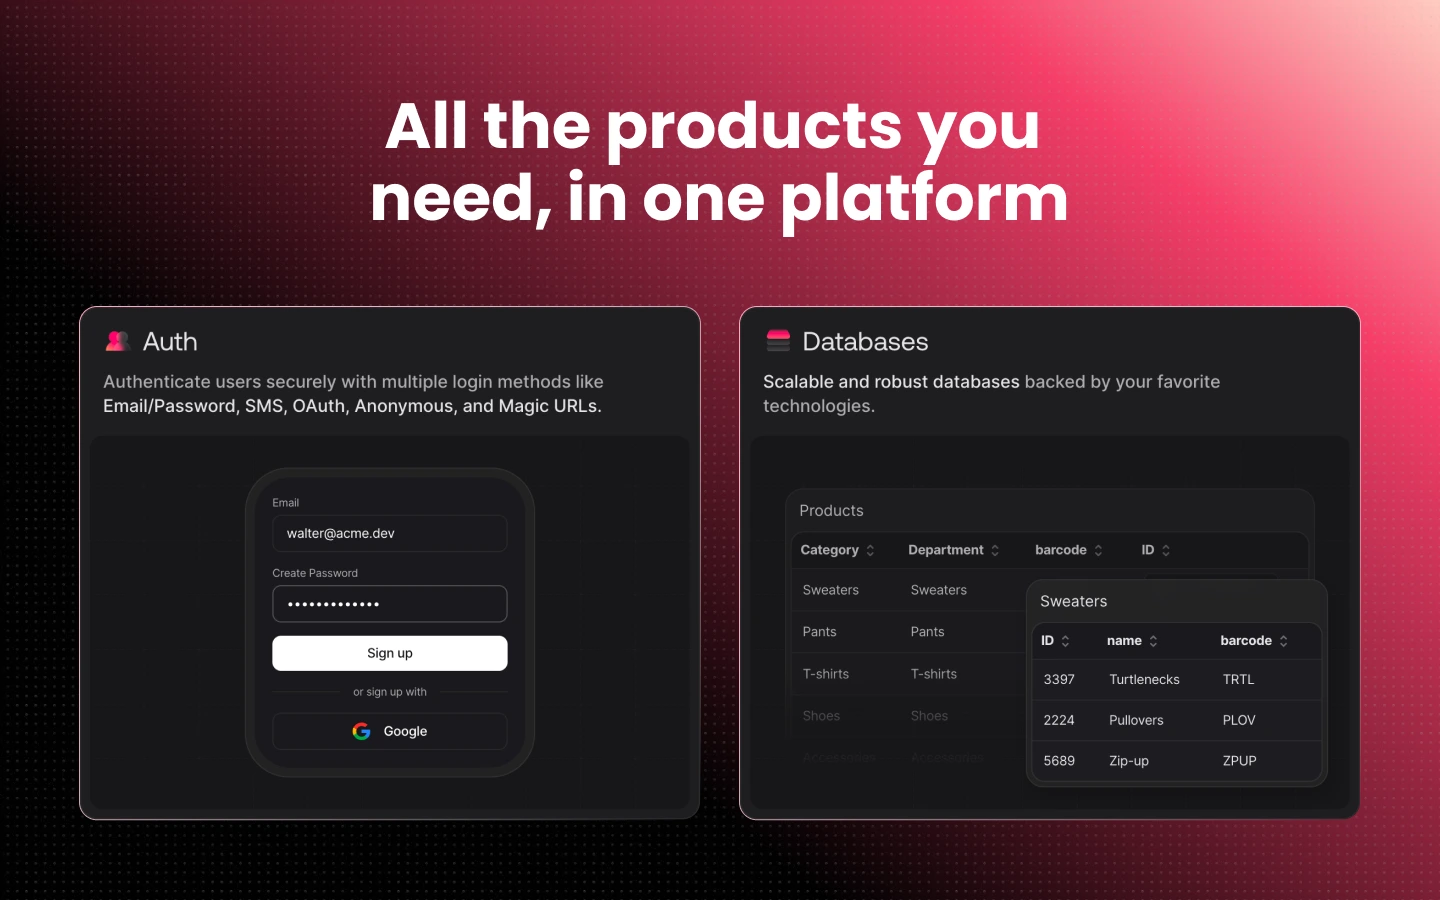 All the products you
need, in one platform
Auth
Authenticate users securely with multiple login methods like
Email/Password, SMS, OAuth, Anonymous, and Magic URLs.
Email
walter@acme.dev
Create Password
•••••••••••••
Sign up
or sign up with
Google
Databases
Scalable and robust databases backed by your favorite
technologies.
Products
Category Department barcode ID
Sweaters Sweaters
Pants Pants
T-shirts T-shirts
Shoes Shoes
Accessories Accessories
Sweaters
ID name barcode
3397 Turtlenecks TRTL
2224 Pullovers PLOV
5689 Zip-up ZPUP